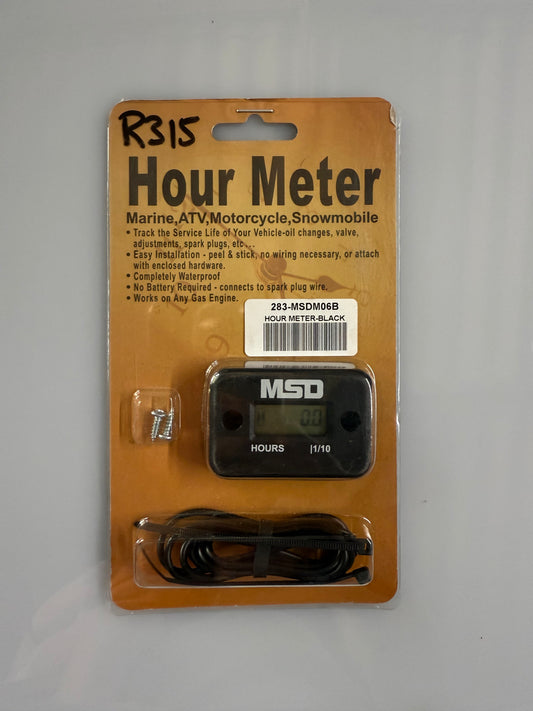 R315
Hour Meter
Marine,ATV,Motorcycle,Snowmobile
• Track the Service Life of Your Vehicle-oil changes, valve,
adjustments, spark plugs, etc ...
• Easy Installation - peel & stick, no wiring necessary, or attach
with enclosed hardware.
• Completely Waterproof
• No Battery Required - connects to spark plug wire.
• Works on Any Gas Engine.
283-MSDM06B
HOUR METER-BLACK
MSD
H 0.0
HOURS |1/10